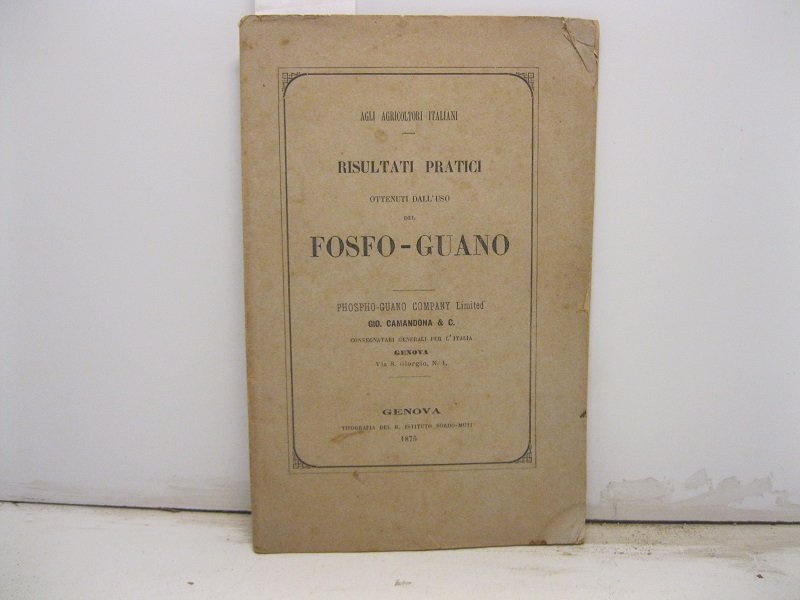 AGLI AGRICOLTORI ITALIANI
RISULTATI PRATICI
OTTENUTI DALL'USO
DEL
FOSFO-GUANO
PHOSPHO-GUANO COMPANY Limited
GIO. CAMANDONA & C.
CONSEGNATARI GENERALI PER L'ITALIA
GENOVA
Via S. Giorgio, N. 1.
GENOVA
TIPOGRAFIA DEL R. ISTITUTO SORDO-MUTI
1875